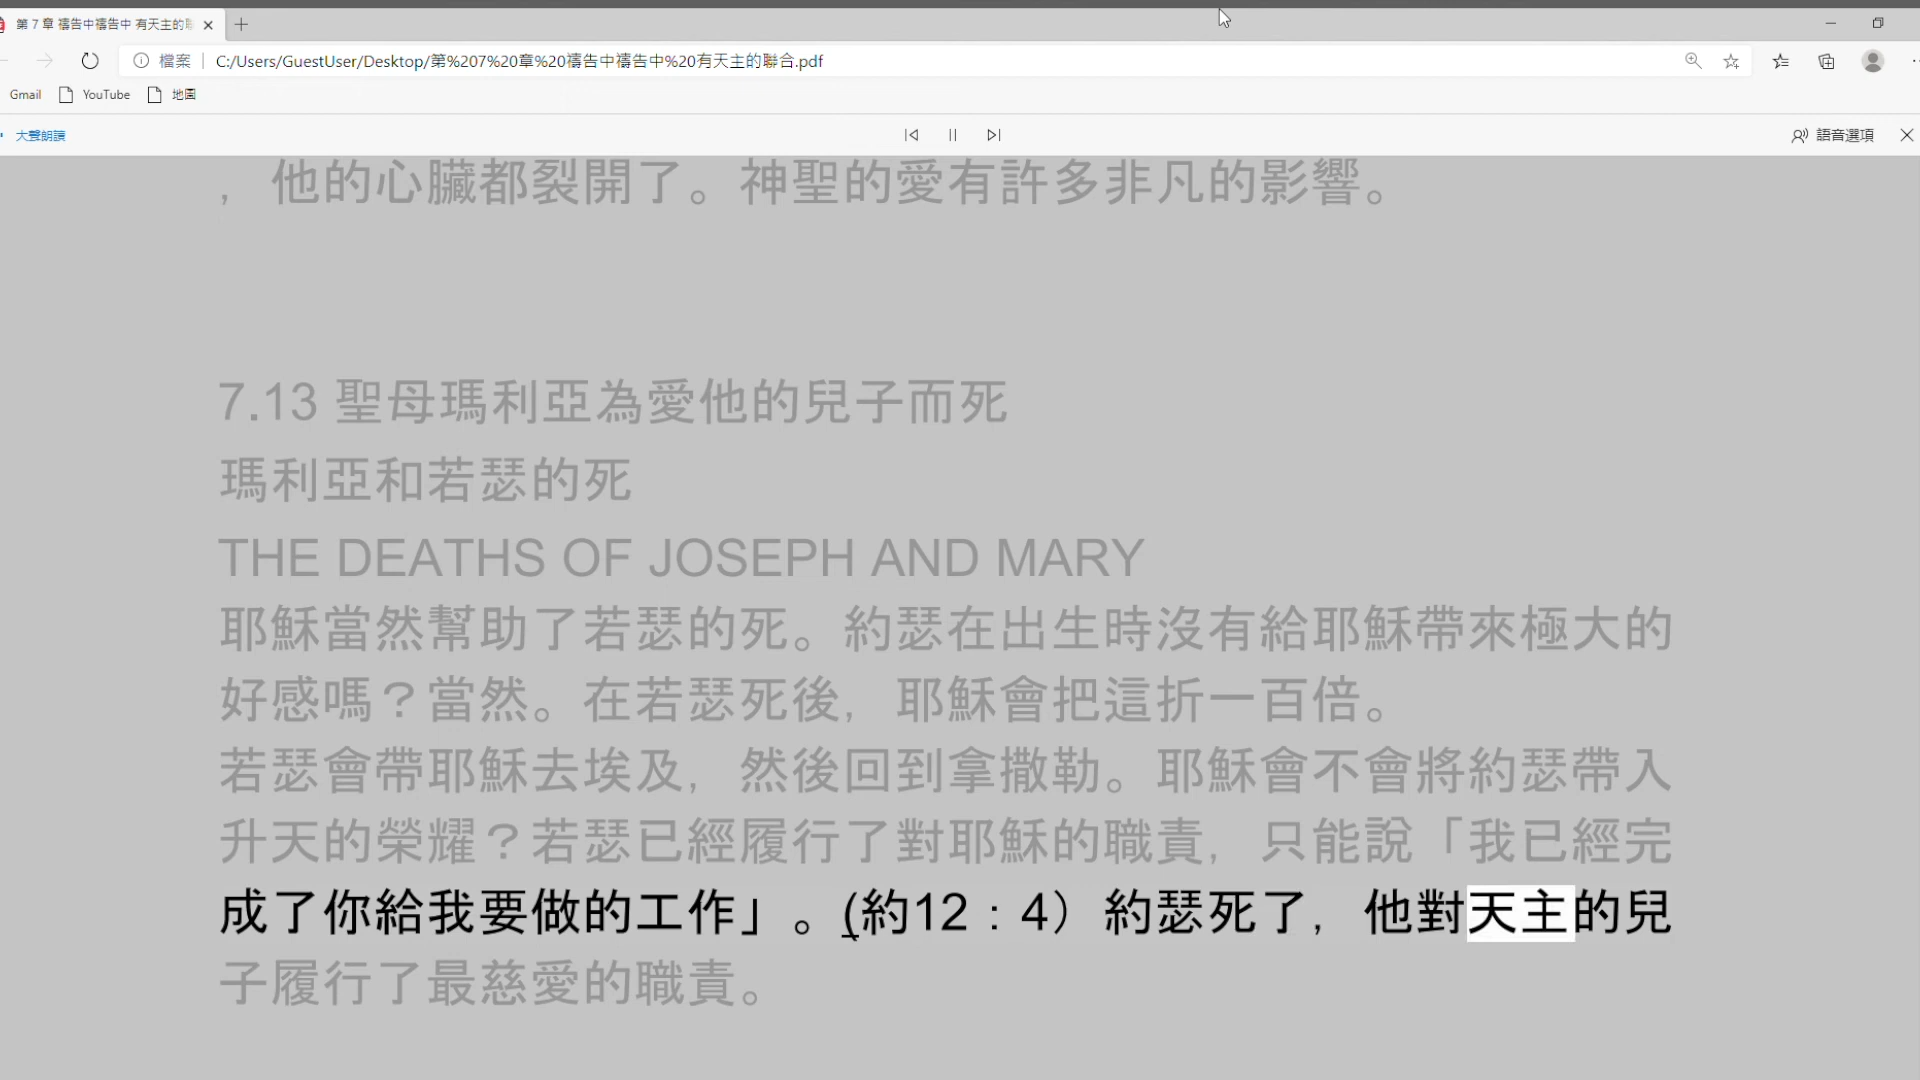 第 7 章 禱告中禱告中 有天主的
檔案
C:/Users/GuestUser/Desktop/第%207%20章%20禱告中禱告中%20有天主的聯合.pdf
Gmail
YouTube
地圖
大聲朗讀
語音選項
，他的心臟都裂開了。神聖的愛有許多非凡的影響。
7.13 聖母瑪利亞為愛他的兒子而死
瑪利亞和若瑟的死
THE DEATHS OF JOSEPH AND MARY
耶穌當然幫助了若瑟的死。約瑟在出生時沒有給耶穌帶來極大的
好感嗎？當然。在若瑟死後，耶穌會把這折一百倍。
若瑟會帶耶穌去埃及，然後回到拿撒勒。耶穌會不會將約瑟帶入
升天的榮耀？若瑟已經履行了對耶穌的職責，只能說「我已經完
成了你給我要做的工作」。(約12：4）約瑟死了，他對天主的兒
子履行了最慈愛的職責。